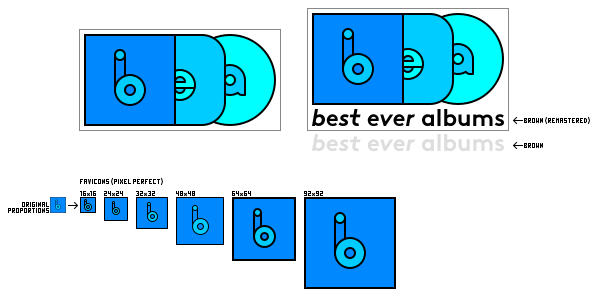 b e a
b e a
best ever albums
←BROWN (REMASTERED)
best ever albums
←BROWN
FAVICONS (PIXEL PERFECT)
ORIGINAL PROPORTIONS →
16x16 24x24 32x32 48x48 64x64 92x92
b b b b b b b